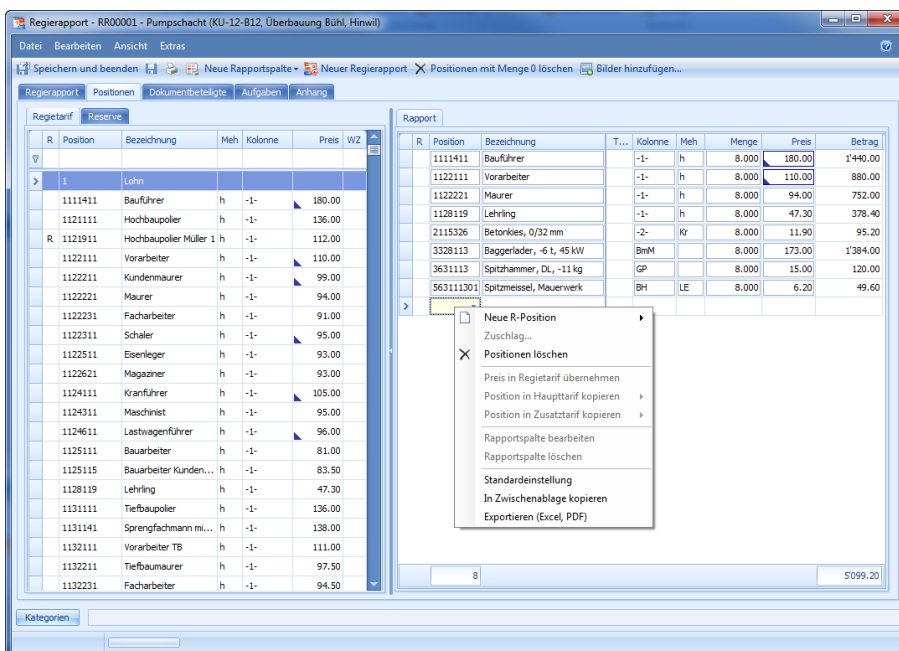 Regierapport - RR00001 - Pumpschacht (KU-12-B12, Überbauung Bühl, Hinwil)
Datei Bearbeiten Ansicht Extras
Speichern und beenden Neue Rapportspalte Neuer Regierapport Positionen mit Menge 0 löschen Bilder hinzufügen...
Regierapport Positionen Dokumentbeteiligte Aufgaben Anhang
Regietarif Reserve
R Position Bezeichnung Meh Kolonne Preis WZ
1 Lohn
1111411 Bauführer h -1- 180.00
1121111 Hochbaupolier h -1- 136.00
R 1121911 Hochbaupolier Müller 1 h -1- 112.00
1122111 Vorarbeiter h -1- 110.00
1122211 Kundenmaurer h -1- 99.00
1122221 Maurer h -1- 94.00
1122231 Facharbeiter h -1- 91.00
1122311 Schaler h -1- 95.00
1122511 Eisenleger h -1- 93.00
1122621 Magaziner h -1- 93.00
1124111 Kranführer h -1- 105.00
1124311 Maschinist h -1- 95.00
1124611 Lastwagenführer h -1- 96.00
1125111 Bauarbeiter h -1- 81.00
1125115 Bauarbeiter Kunden... h -1- 83.50
1128119 Lehrling h -1- 47.30
1131111 Tiefbaupolier h -1- 136.00
1131141 Sprengfachmann mi... h -1- 138.00
1132111 Vorarbeiter TB h -1- 111.00
1132211 Tiefbaumaurer h -1- 97.50
1132231 Facharbeiter h -1- 94.50
Rapport
R Position Bezeichnung T... Kolonne Meh Menge Preis Betrag
1111411 Bauführer -1- h 8.000 180.00 1'440.00
1122111 Vorarbeiter -1- h 8.000 110.00 880.00
1122221 Maurer -1- h 8.000 94.00 752.00
1128119 Lehrling -1- h 8.000 47.30 378.40
2115326 Betonkies, 0/32 mm -2- Kr 8.000 11.90 95.20
3328113 Baggerlader, -6 t, 45 kW BmM 8.000 173.00 1'384.00
3631113 Spitzhammer, DL, -11 kg GP 8.000 15.00 120.00
563111301 Spitzmeissel, Mauerwerk BH LE 8.000 6.20 49.60
Neue R-Position
Zuschlag...
Positionen löschen
Preis in Regietarif übernehmen
Position in Haupttarif kopieren
Position in Zusatztarif kopieren
Rapportspalte bearbeiten
Rapportspalte löschen
Standardeinstellung
In Zwischenablage kopieren
Exportieren (Excel, PDF)
8 5'099.20
Kategorien